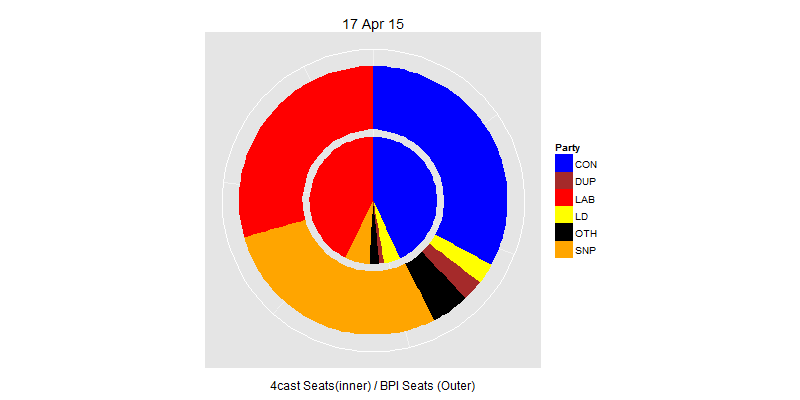 17 Apr 15
Party
CON
DUP
LAB
LD
OTH
SNP
4cast Seats(inner) / BPI Seats (Outer)